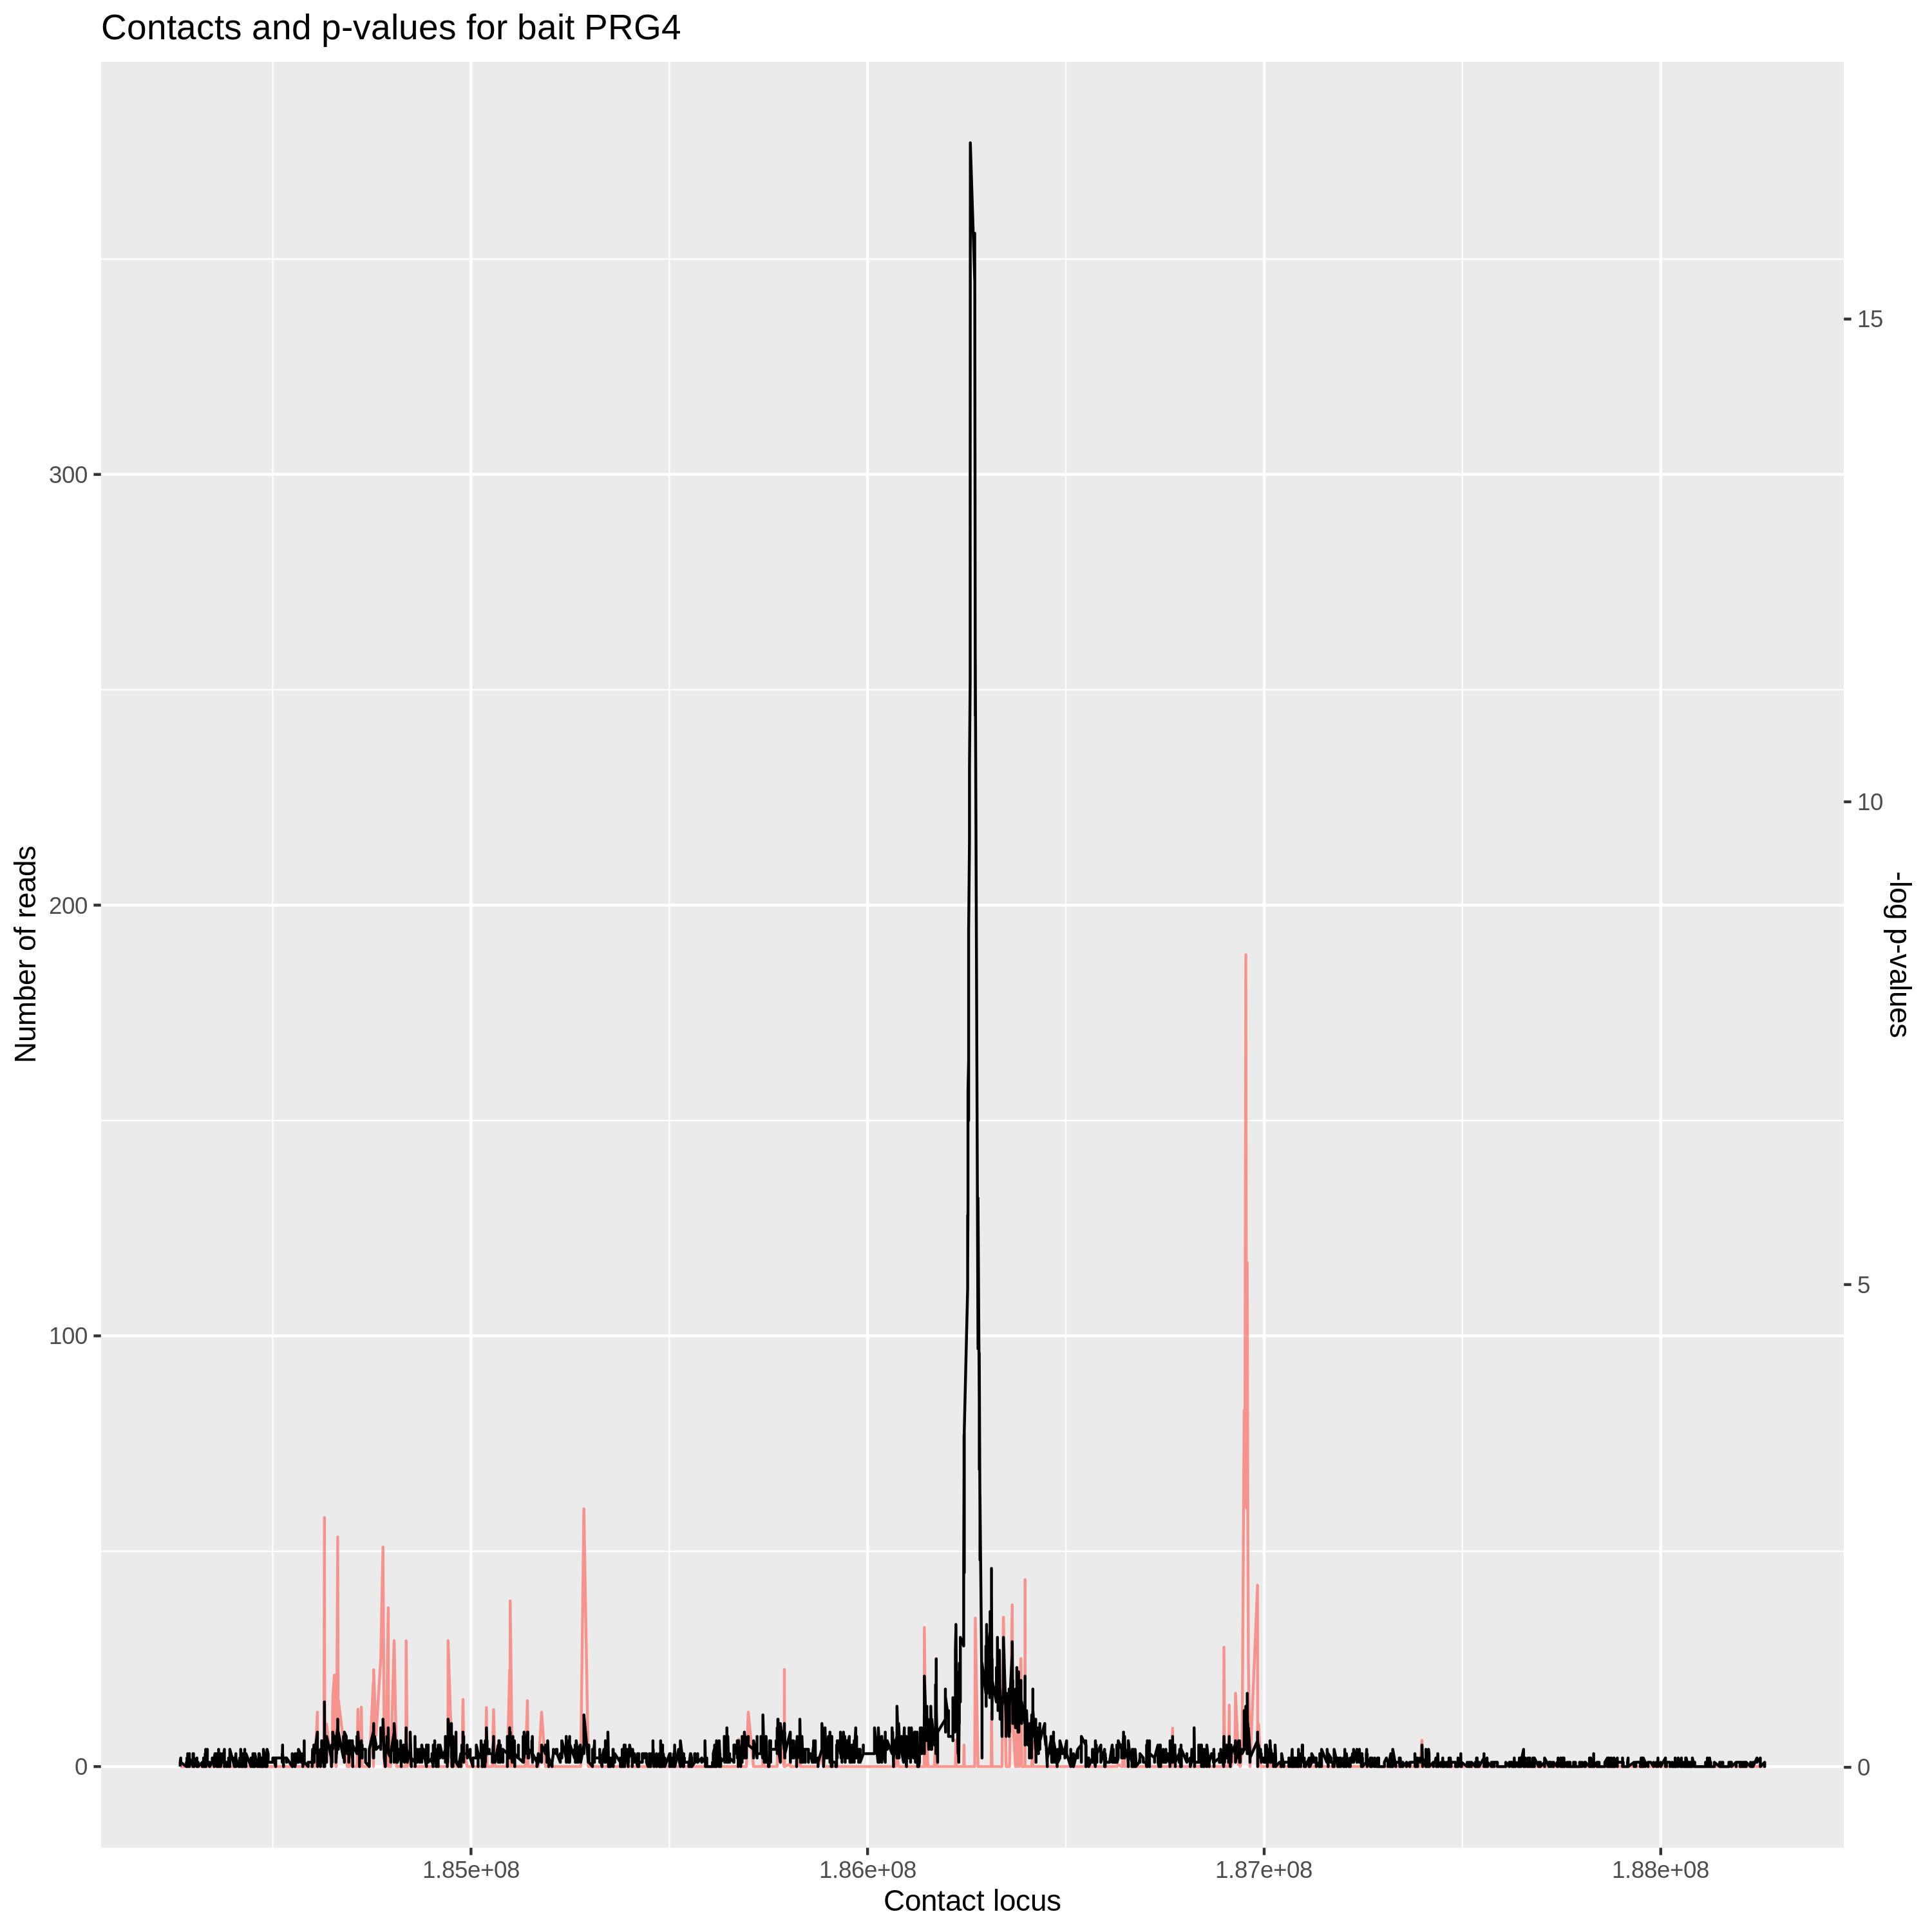 Contacts and p-values for bait PRG4
Number of reads
300
200
100
0
15
10
5
0
-log p-values
1.85e+08
1.86e+08
1.87e+08
1.88e+08
Contact locus